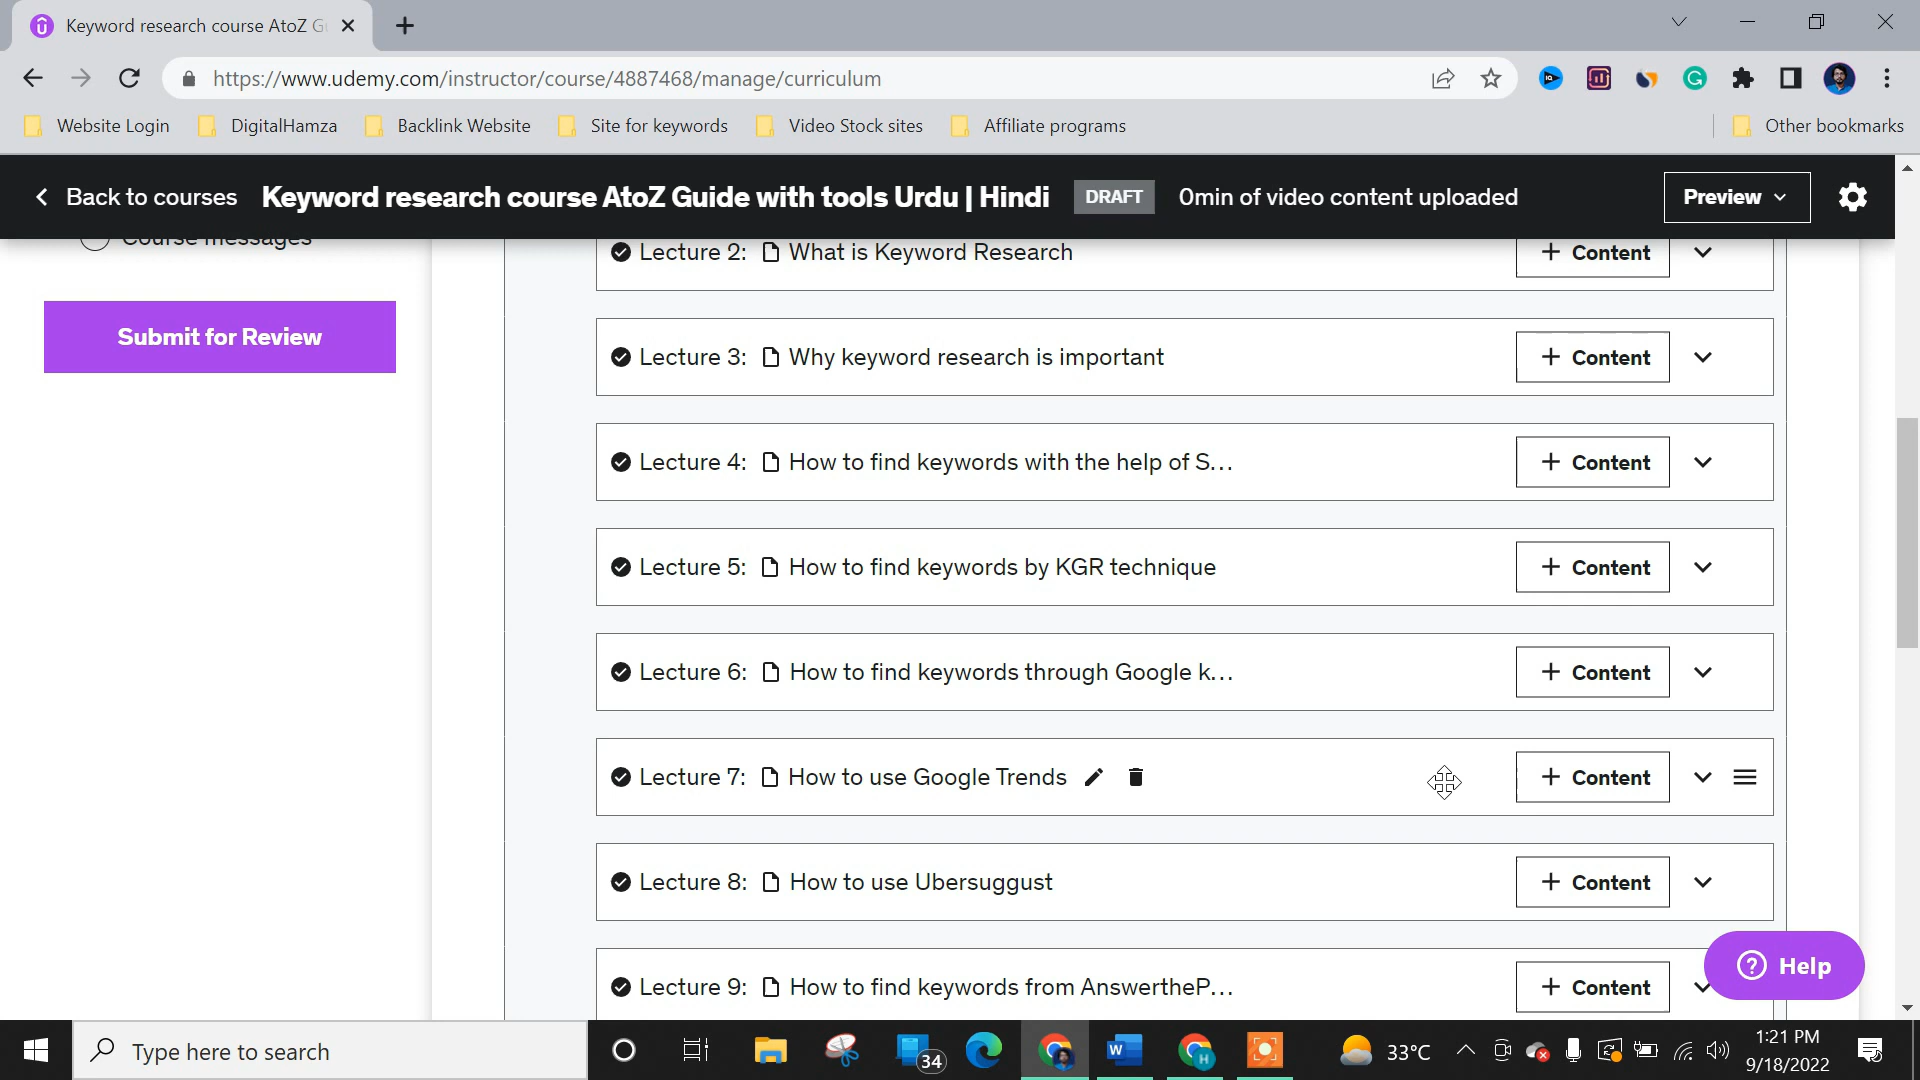 Keyword research course AtoZ G
https://www.udemy.com/instructor/course/4887468/manage/curriculum
Website Login
DigitalHamza
Backlink Website
Site for keywords
Video Stock sites
Affiliate programs
Other bookmarks
Back to courses
Keyword research course AtoZ Guide with tools Urdu | Hindi
DRAFT
0min of video content uploaded
Preview
Course messages
Submit for Review
Lecture 2: What is Keyword Research
+ Content
Lecture 3: Why keyword research is important
+ Content
Lecture 4: How to find keywords with the help of S...
+ Content
Lecture 5: How to find keywords by KGR technique
+ Content
Lecture 6: How to find keywords through Google k...
+ Content
Lecture 7: How to use Google Trends
+ Content
Lecture 8: How to use Ubersuggust
+ Content
Lecture 9: How to find keywords from AnswertheP...
+ Content
Help
Type here to search
34
33°C
1:21 PM
9/18/2022